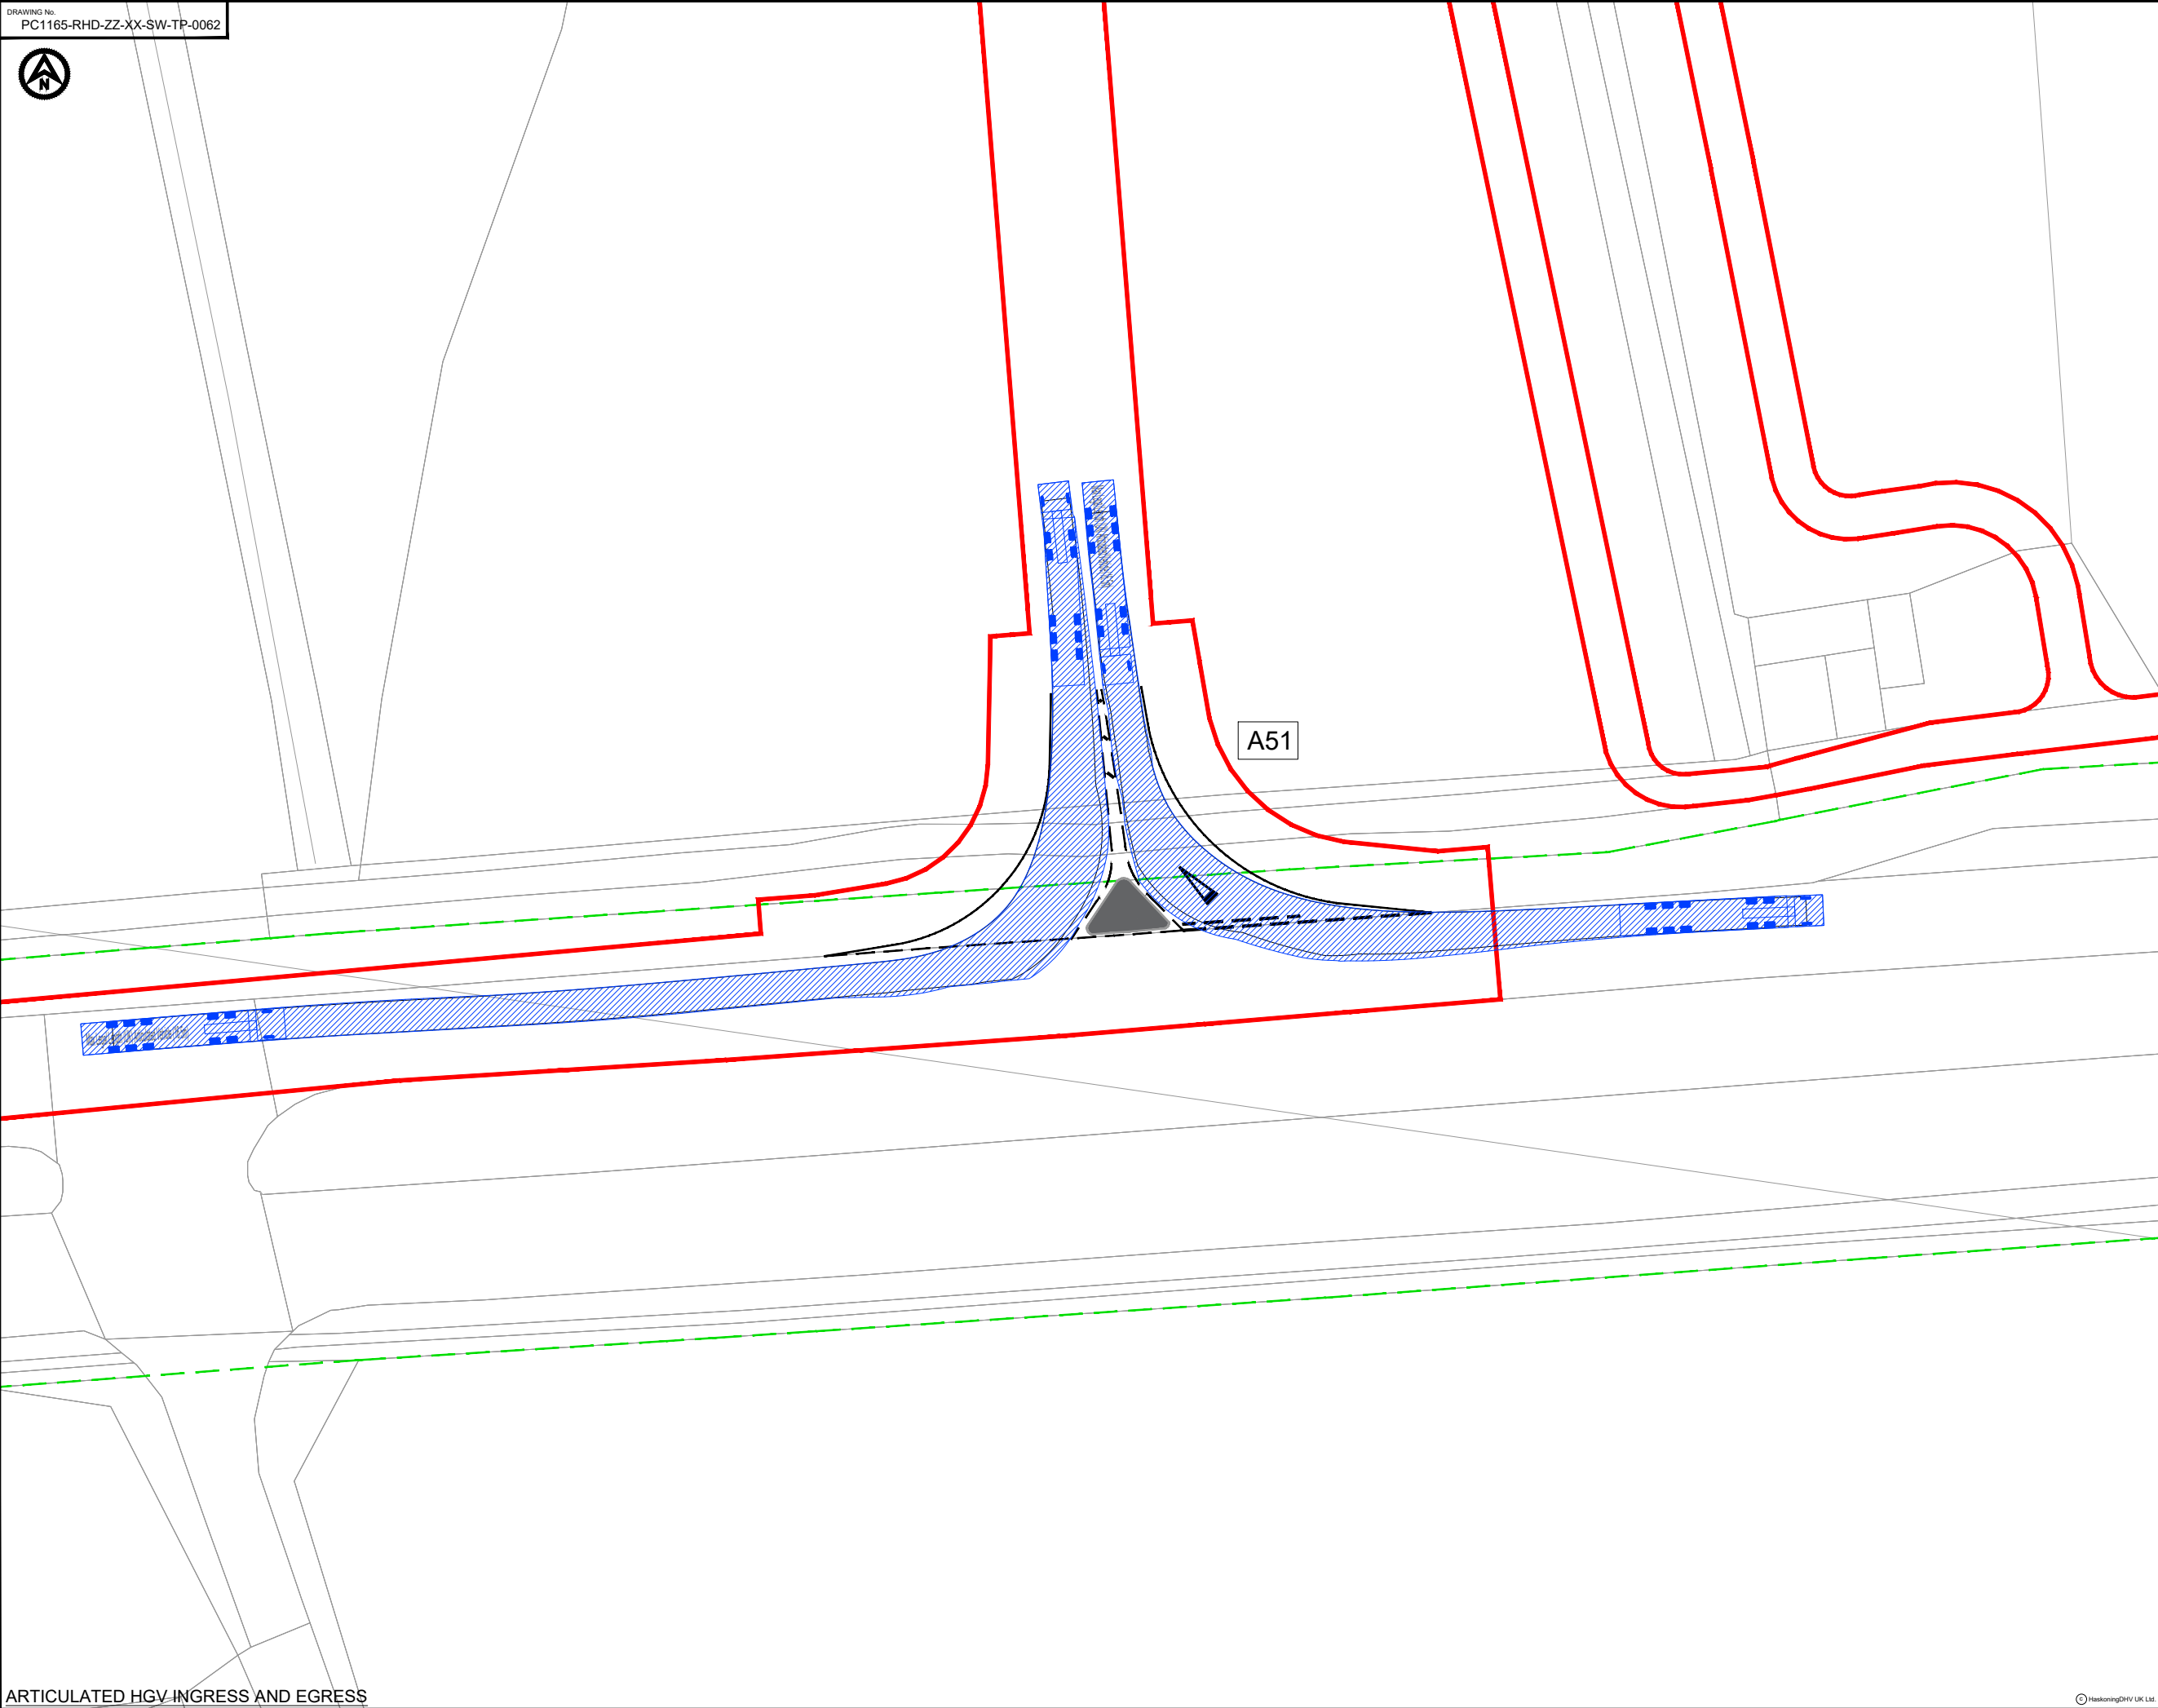 DRAWING No.
PC1165-RHD-ZZ-XX-SW-TP-0062
N
A51
ARTICULATED HGV INGRESS AND EGRESS
© HaskoningDHV UK Ltd.